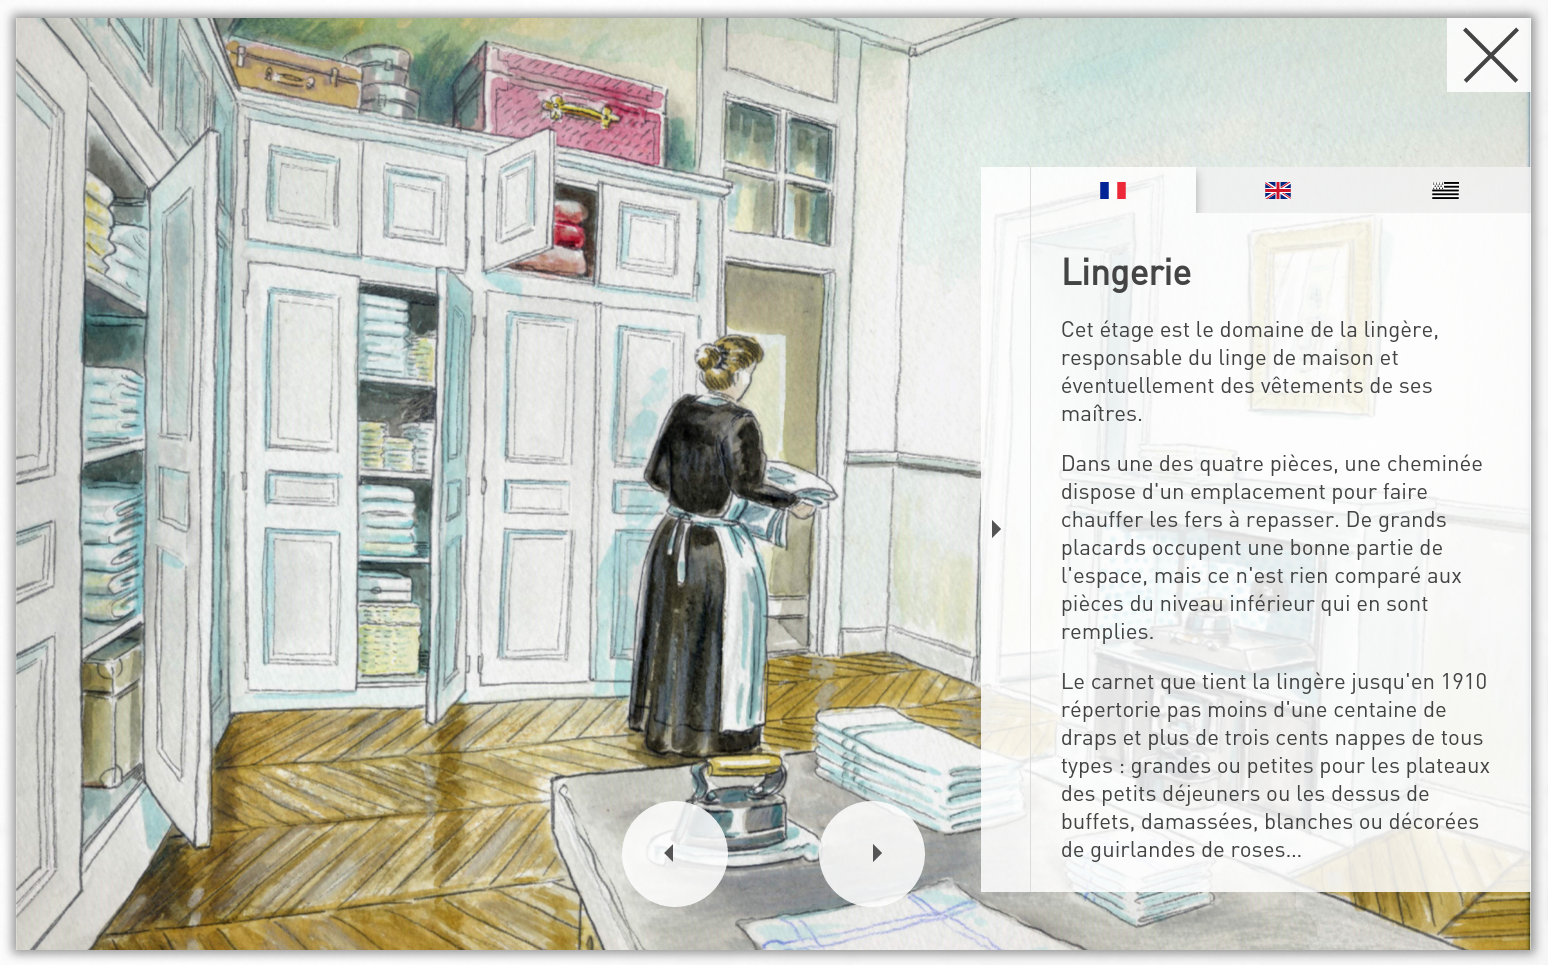 Lingerie
Cet étage est le domaine de la lingère,
responsable du linge de maison et
éventuellement des vêtements de ses
maîtres.
Dans une des quatre pièces, une cheminée
dispose d'un emplacement pour faire
chauffer les fers à repasser. De grands
placards occupent une bonne partie de
l'espace, mais ce n'est rien comparé aux
pièces du niveau inférieur qui en sont
remplies.
Le carnet que tient la lingère jusqu'en 1910
répertorie pas moins d'une centaine de
draps et plus de trois cents nappes de tous
types : grandes ou petites pour les plateaux
des petits déjeuners ou les dessus de
buffets, damassées, blanches ou décorées
de guirlandes de roses...